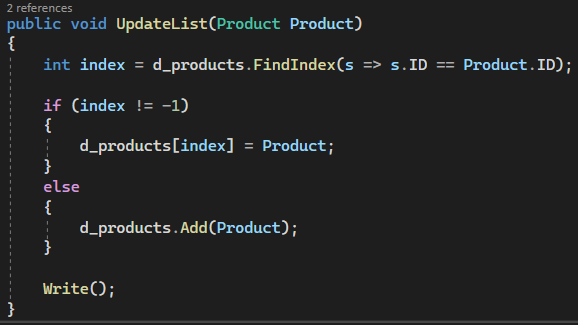 2 references
public void UpdateList(Product Product)
{
int index = d_products.FindIndex(s => s.ID == Product.ID);
if (index != -1)
{
d_products[index] = Product;
}
else
{
d_products.Add(Product);
}
Write();
}